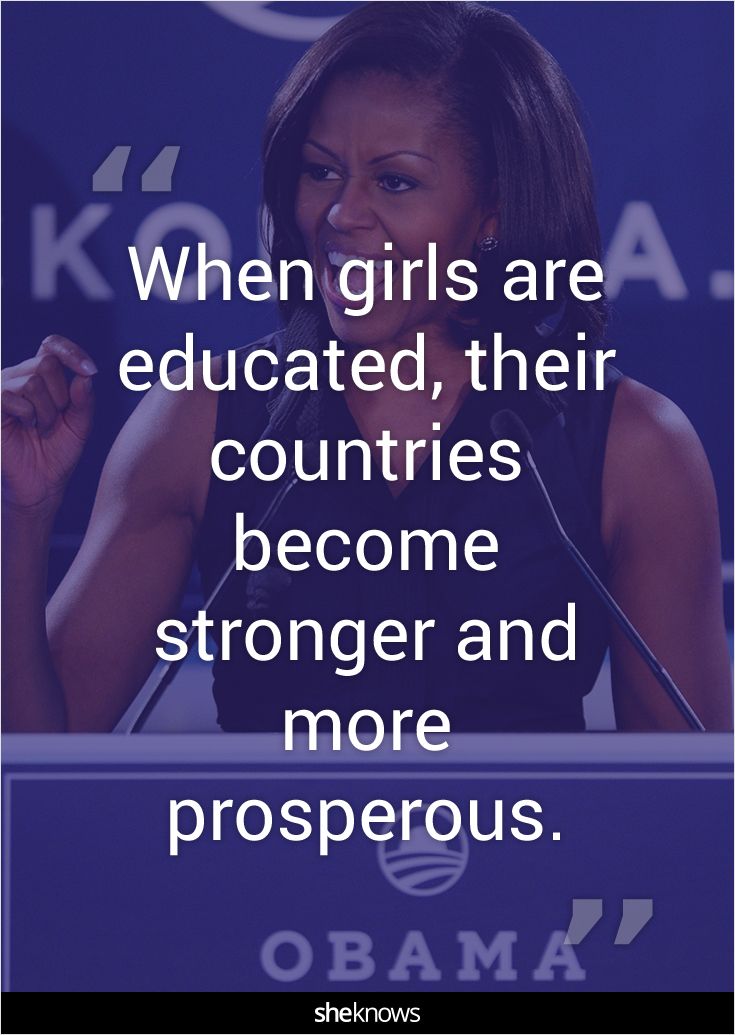 “
When girls are
educated, their
countries
become
stronger and
more
prosperous.
”
OBAMA
sheknows